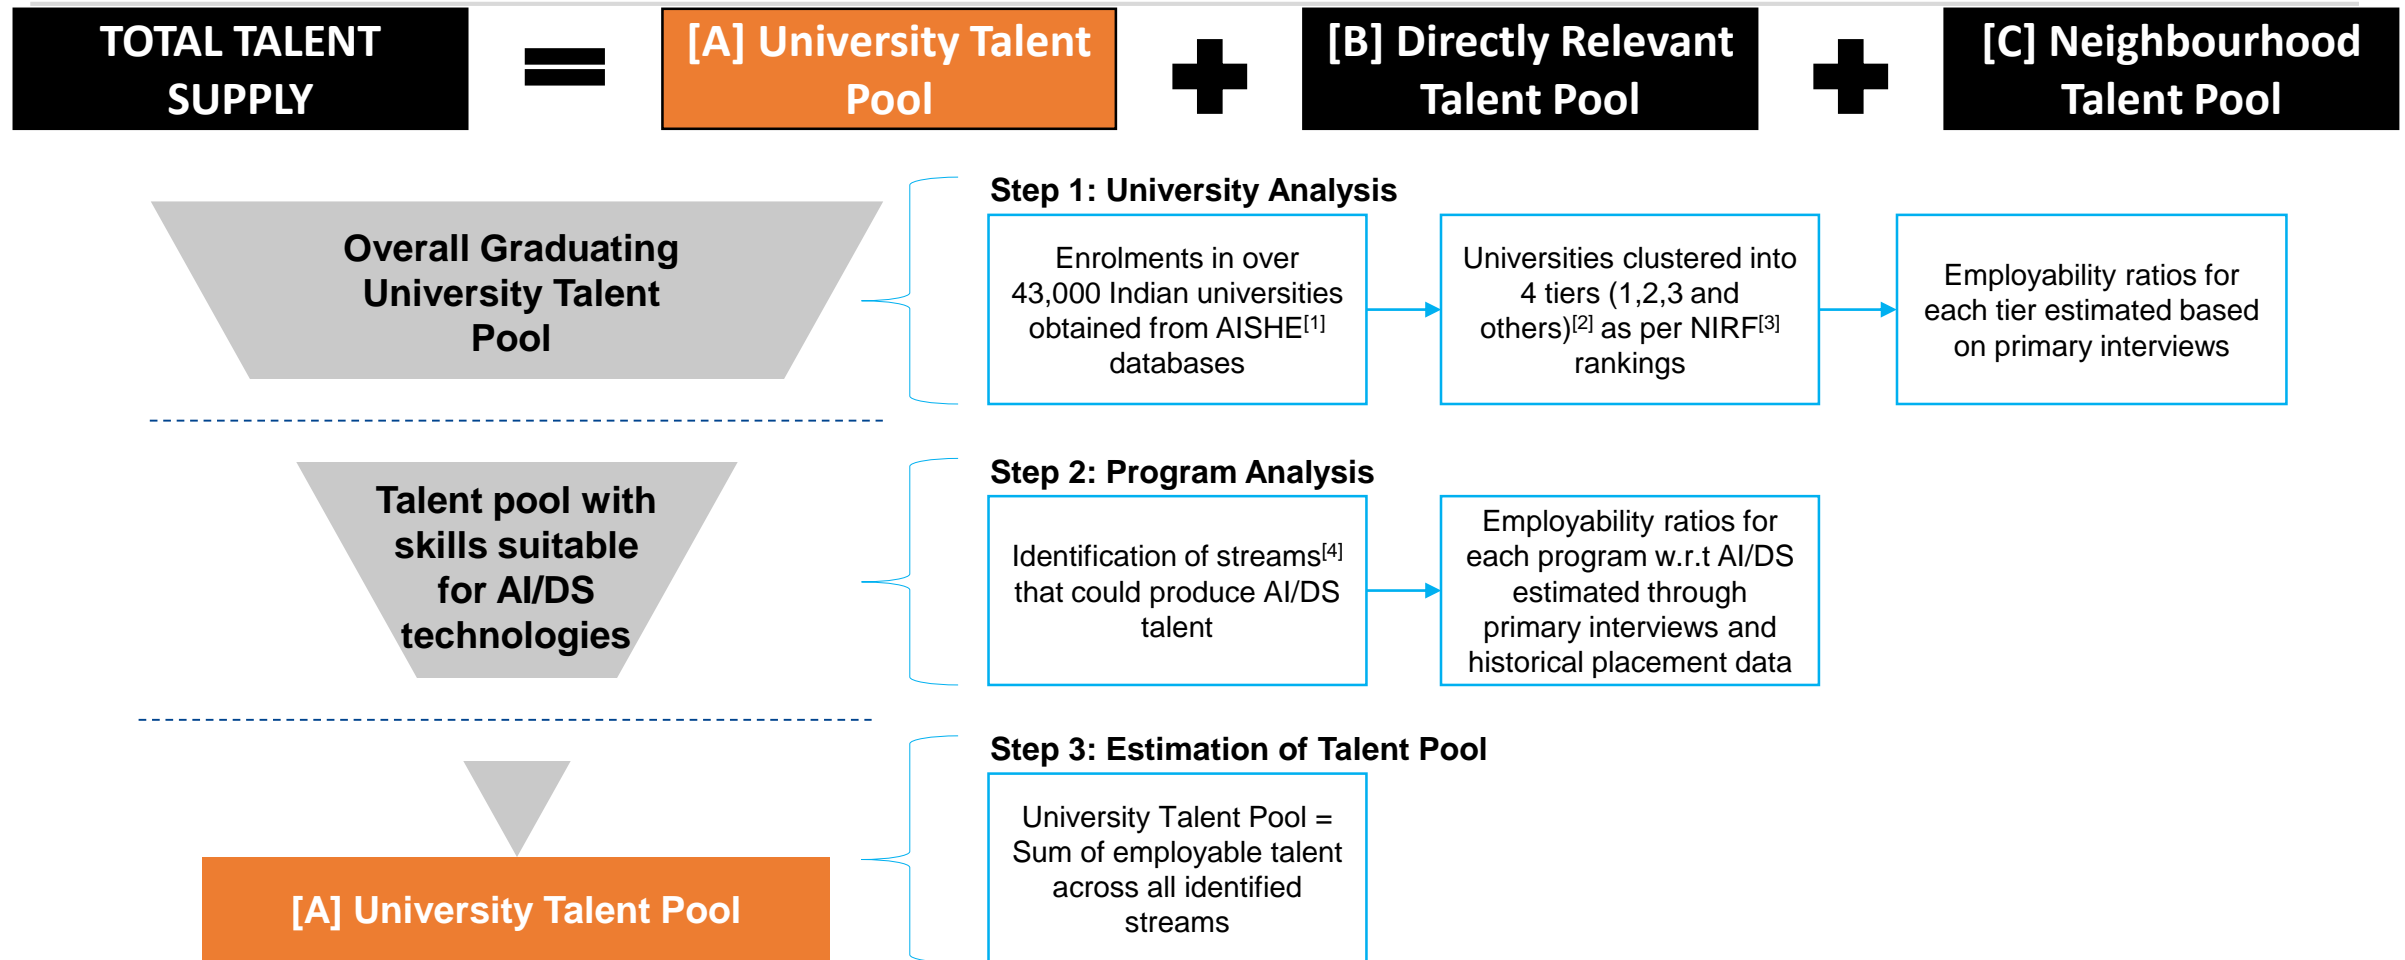 TOTAL TALENT
SUPPLY
[A] University Talent
Pool
[B] Directly Relevant
Talent Pool
[C] Neighbourhood
Talent Pool
Overall Graduating
University Talent
Pool
Step 1: University Analysis
Enrolments in over
43,000 Indian universities
obtained from AISHE[1]
databases
Universities clustered into
4 tiers (1,2,3 and
others)[2] as per NIRF[3]
rankings
Employability ratios for
each tier estimated based
on primary interviews
Talent pool with
skills suitable
for AI/DS
technologies
Step 2: Program Analysis
Identification of streams[4]
that could produce AI/DS
talent
Employability ratios for
each program w.r.t AI/DS
estimated through
primary interviews and
historical placement data
[A] University Talent Pool
Step 3: Estimation of Talent Pool
University Talent Pool =
Sum of employable talent
across all identified
streams